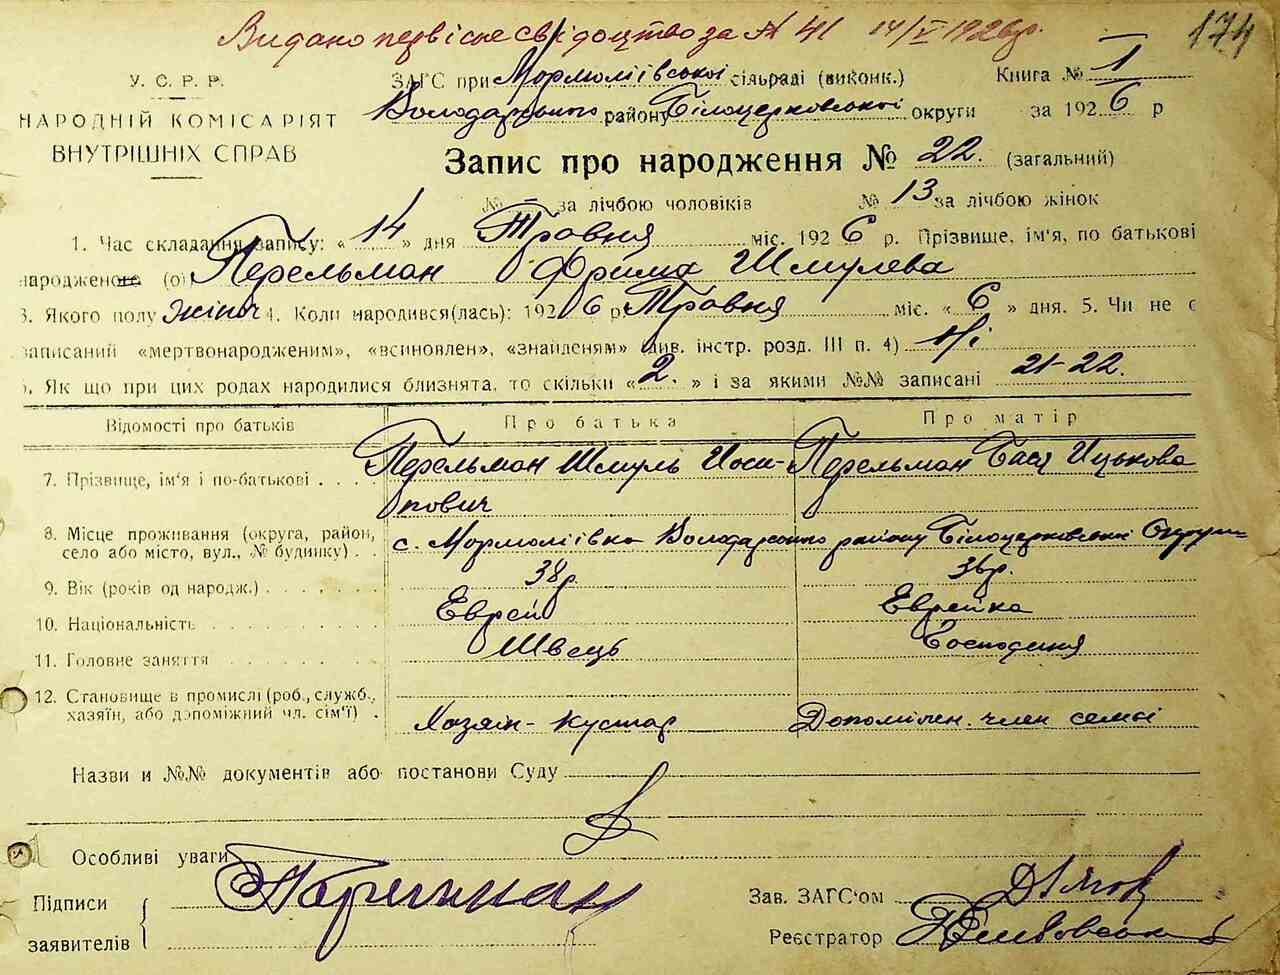 Видано первісне свідоцтво за № 41 14/V 1926 р.
174
У. С. Р. Р.
НАРОДНІЙ КОМІСАРІЯТ
ВНУТРІШНІХ СПРАВ
ЗАГС при Мормоліївської сільраді (виконк.) Книга № 1
Володарського району Білоцерковської округи за 1926 р
Запис про народження № 22. (загальний)
№ – за лічбою чоловіків № 13 за лічбою жінок
1. Час складання запису: «14» дня Травня міс. 1926 р. Прізвище, ім'я, по батькові
народженого (о) Перельман Фрима Шмулева
3. Якого полу жіноч 4. Коли народився(лась): 1926 р Травня міс. «6» дня. 5. Чи не є
записаний «мертвонародженим», «всиновлен», «знайденям» (див. інстр. розд. III п. 4) Ні
Як що при цих родах народилися близнята, то скільки «2.» і за якими №№ записані 21-22.
Відомості про батьків Про батька Про матір
7. Прізвище, ім'я і по-батькові Перельман Шмуль Йоси- Перельман Бася Ицькова
пович
8. Місце проживання (округа, район,
село або місто, вул., № будинку) с. Мормоліївка Володарського району Білоцерковської Округи
9. Вік (років од народж.) 38 р. 36 р.
10. Національність Еврей Еврейка
11. Головне заняття Швець Господиня
12. Становище в промислі (роб., служб.,
хазяїн, або допоміжний чл. сім'ї) Хозяін-кустар Допоміжн. член семьі
Назви и №№ документів або постанови Суду
Особливі уваги
Підписи
заявителів
Зав. ЗАГС'ом
Реєстратор